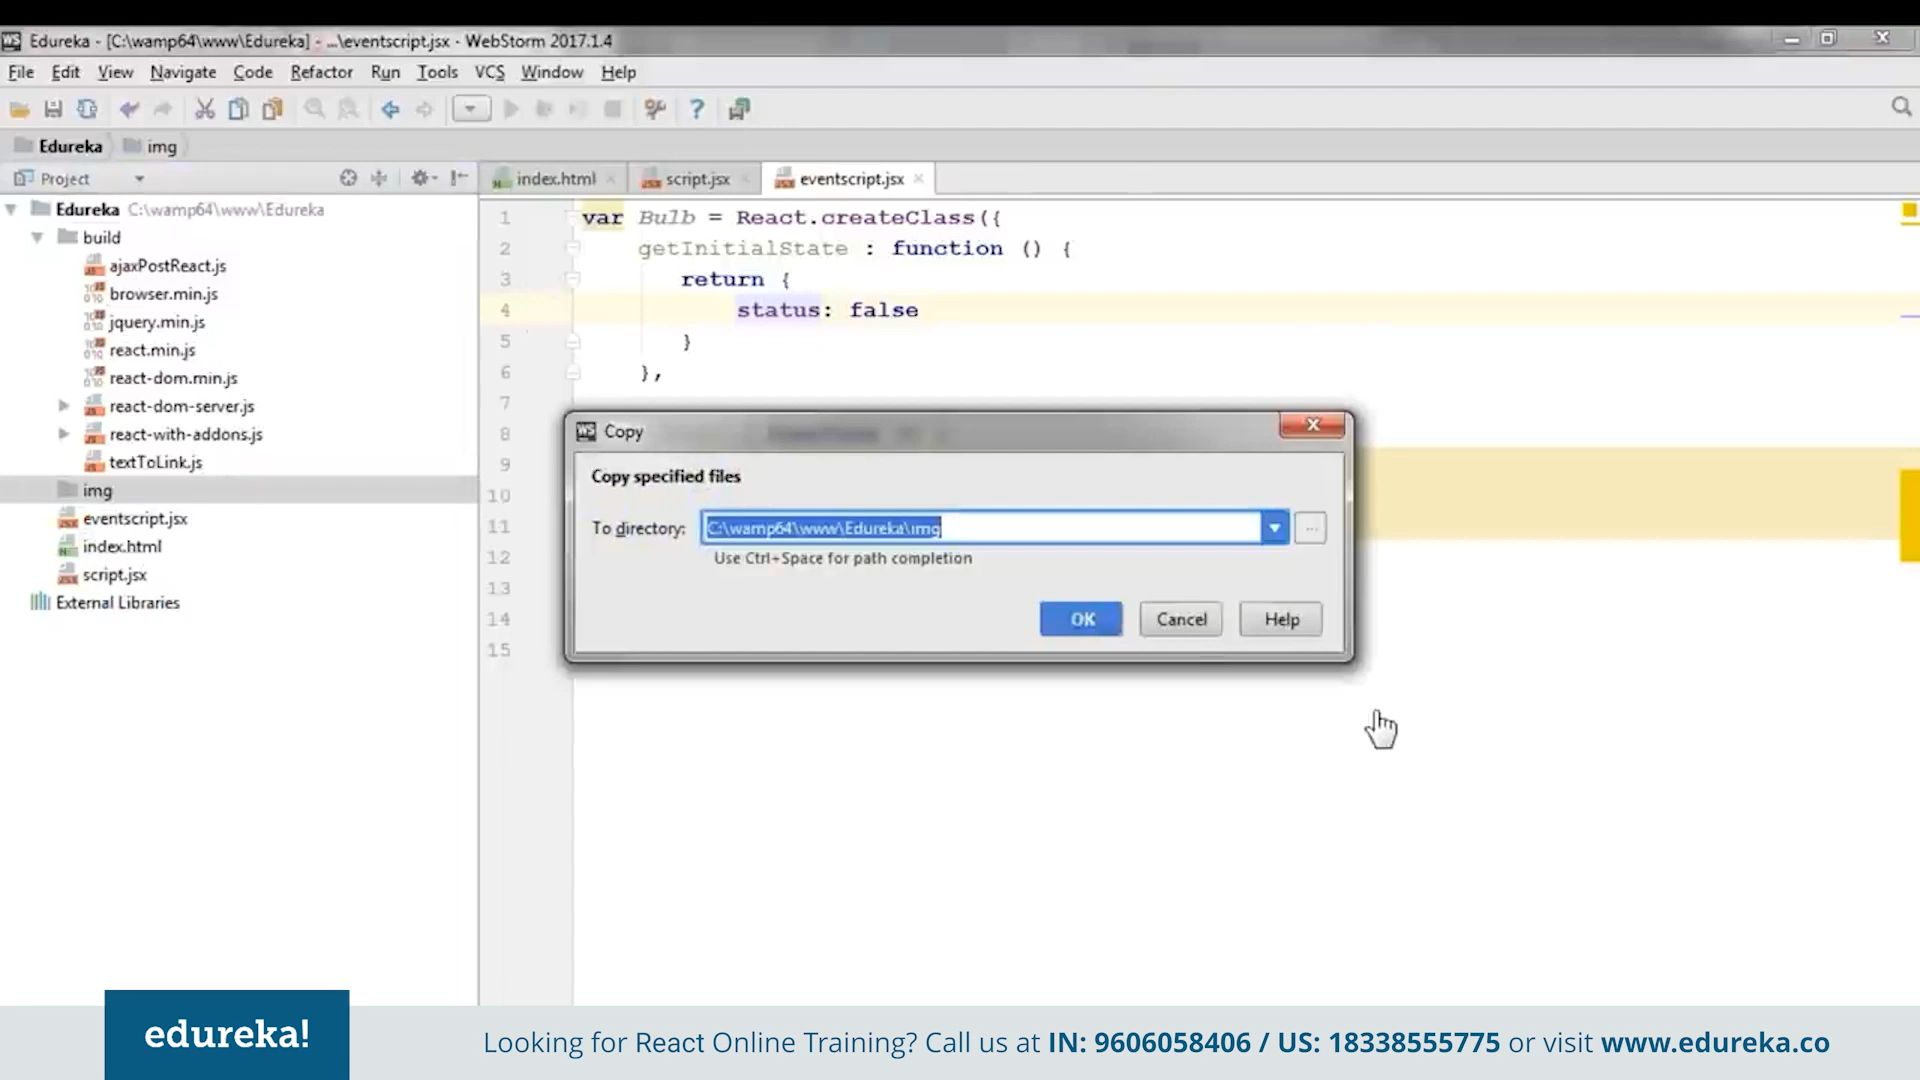 Edureka - [C:\wamp64\www\Edureka] - ...\eventscript.jsx - WebStorm 2017.1.4
File Edit View Navigate Code Refactor Run Tools VCS Window Help
Edureka img
Project
index.html script.jsx eventscript.jsx
Edureka C:\wamp64\www\Edureka
build
ajaxPostReact.js
browser.min.js
jquery.min.js
react.min.js
react-dom.min.js
react-dom-server.js
react-with-addons.js
textToLink.js
img
eventscript.jsx
index.html
script.jsx
External Libraries
1 var Bulb = React.createClass({
2 getInitialState : function () {
3 return {
4 status: false
5 }
6 },
7
8
9
10
11
12
13
14
15
Copy
Copy specified files
To directory: C:\wamp64\www\Edureka\img
Use Ctrl+Space for path completion
OK Cancel Help
edureka!
Looking for React Online Training? Call us at IN: 9606058406 / US: 18338555775 or visit www.edureka.co